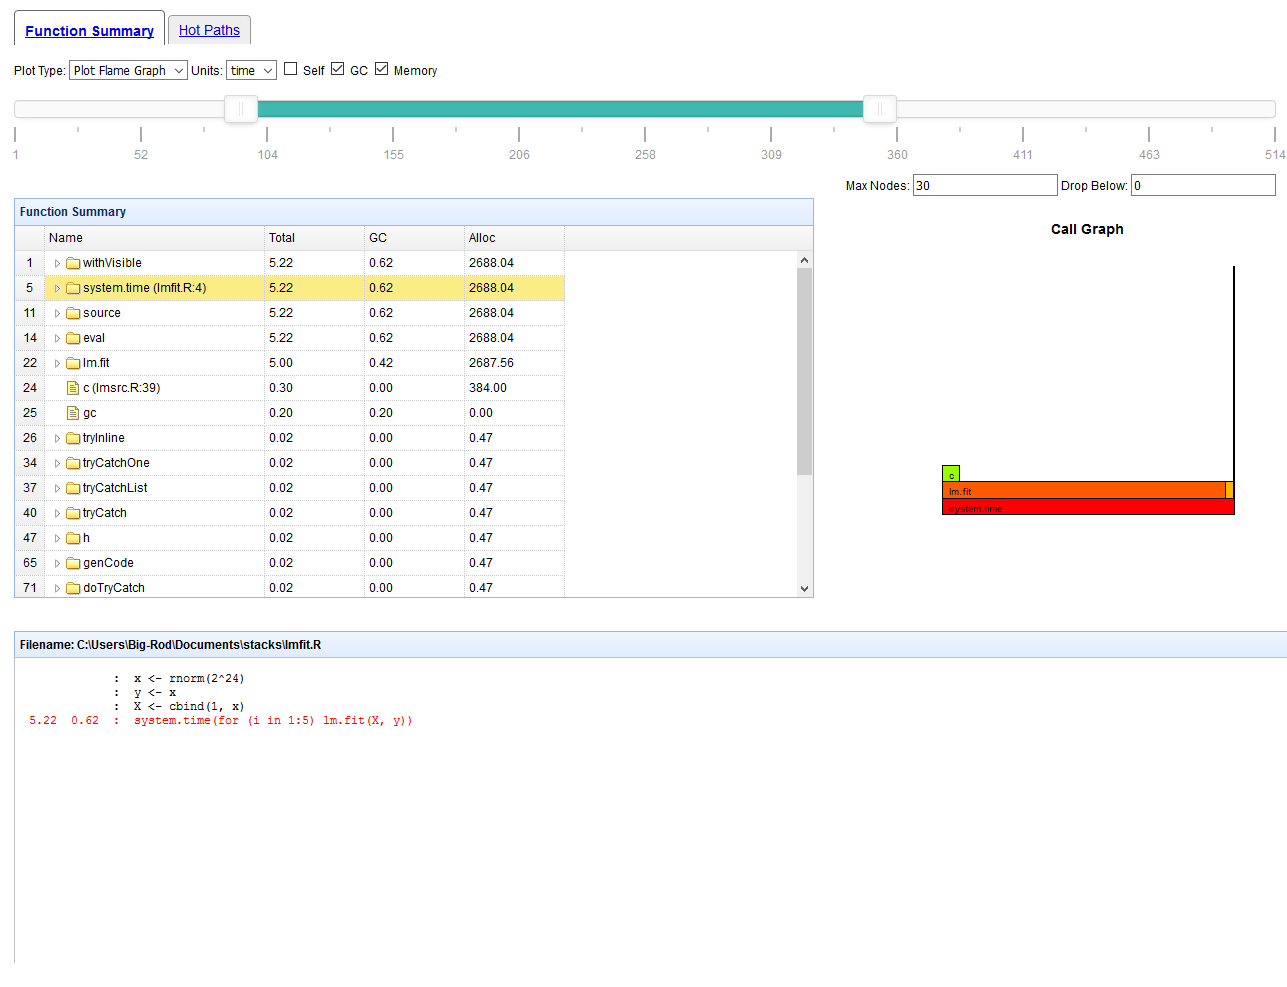 Function Summary Hot Paths
Plot Type: Plot Flame Graph Units: time Self GC Memory
1 52 104 155 206 258 309 360 411 463 514
Max Nodes: 30 Drop Below: 0
Function Summary
Name Total GC Alloc
1 withVisible 5.22 0.62 2688.04
5 system.time (lmfit.R:4) 5.22 0.62 2688.04
11 source 5.22 0.62 2688.04
14 eval 5.22 0.62 2688.04
22 lm.fit 5.00 0.42 2687.56
24 c (lmsrc.R:39) 0.30 0.00 384.00
25 gc 0.20 0.20 0.00
26 tryInline 0.02 0.00 0.47
34 tryCatchOne 0.02 0.00 0.47
37 tryCatchList 0.02 0.00 0.47
40 tryCatch 0.02 0.00 0.47
47 h 0.02 0.00 0.47
65 genCode 0.02 0.00 0.47
71 doTryCatch 0.02 0.00 0.47
Call Graph
c
lm.fit
system.time
Filename: C:\Users\Big-Rod\Documents\stacks\lmfit.R
: x <- rnorm(2^24)
: y <- x
: X <- cbind(1, x)
5.22 0.62 : system.time(for (i in 1:5) lm.fit(X, y))